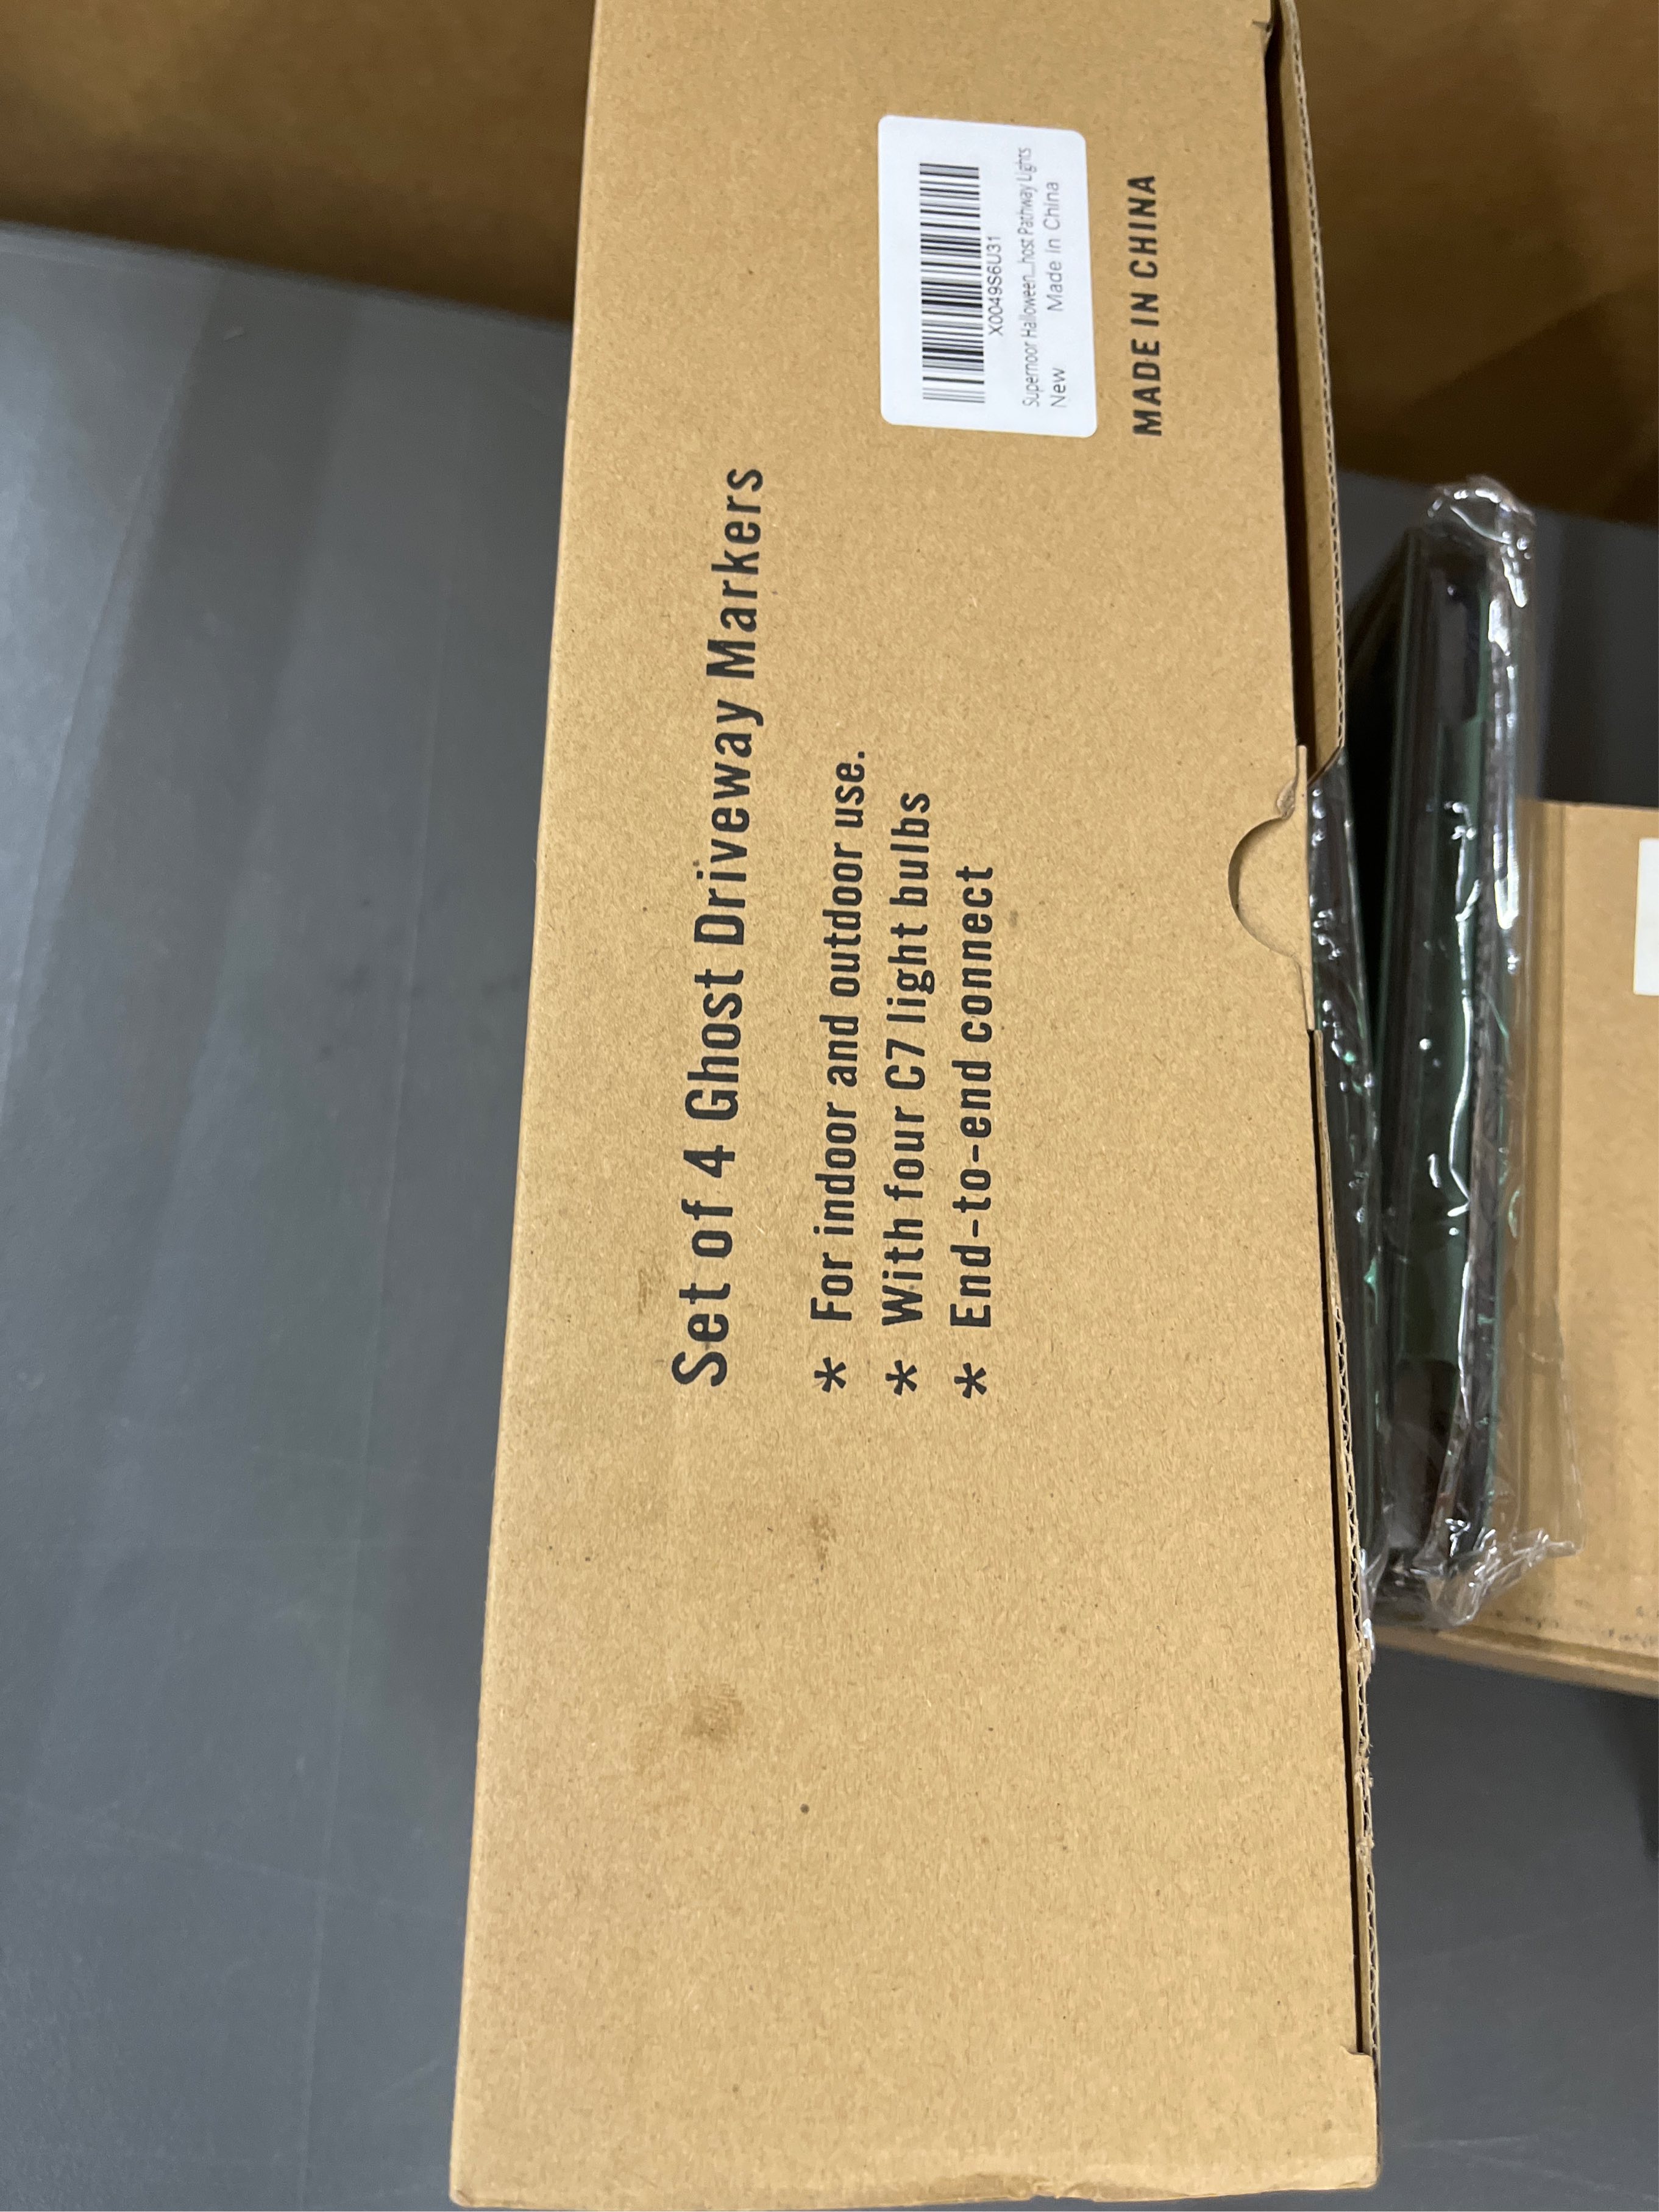 Set of 4 Ghost Driveway Markers
* For indoor and outdoor use.
* With four C7 light bulbs
* End-to-end connect
X0049S6U31
Supernoor Halloween...host Pathway Lights
New Made in China
MADE IN CHINA